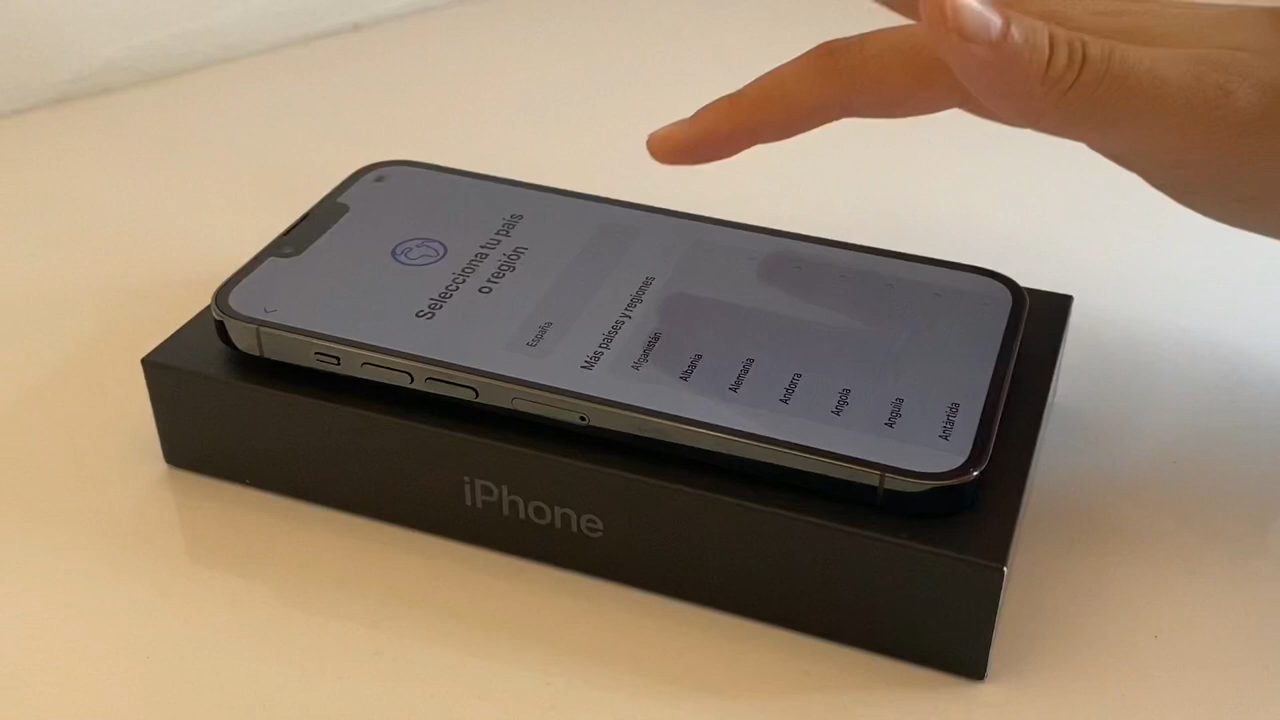 Selecciona tu país
o región
España
Más países y regiones
Afganistán
Albania
Alemania
Andorra
Angola
Anguila
Antártida
iPhone